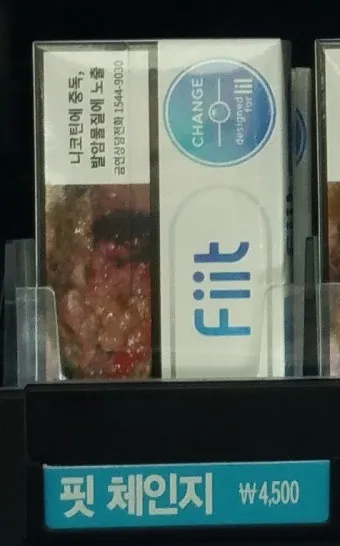 니코틴에 중독,
발암물질에 노출
금연상담전화 1544-9030
CHANGE
designed
for lil
Fiit
핏 체인지 ₩4,500